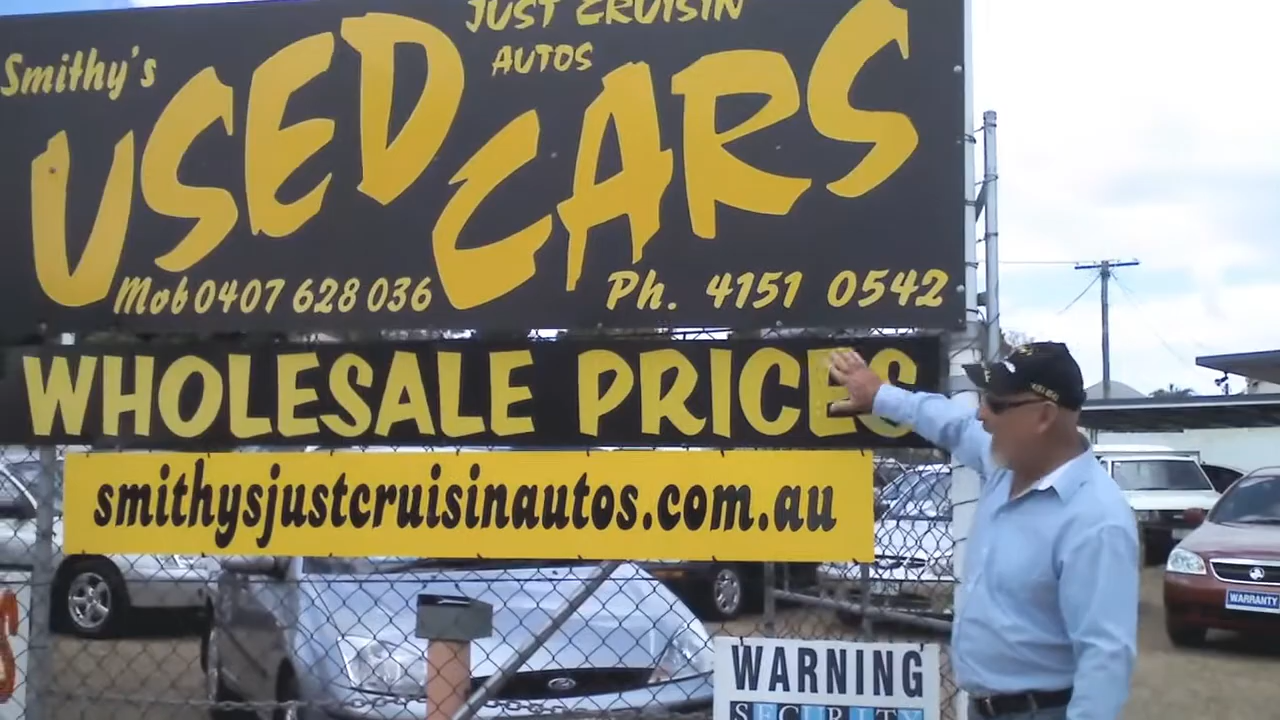 JUST CRUISIN
AUTOS
Smithy's
USED CARS
Mob 0407 628 036
Ph. 4151 0542
WHOLESALE PRICES
smithysjustcruisinautos.com.au
WARNING
SECURITY
WARRANTY